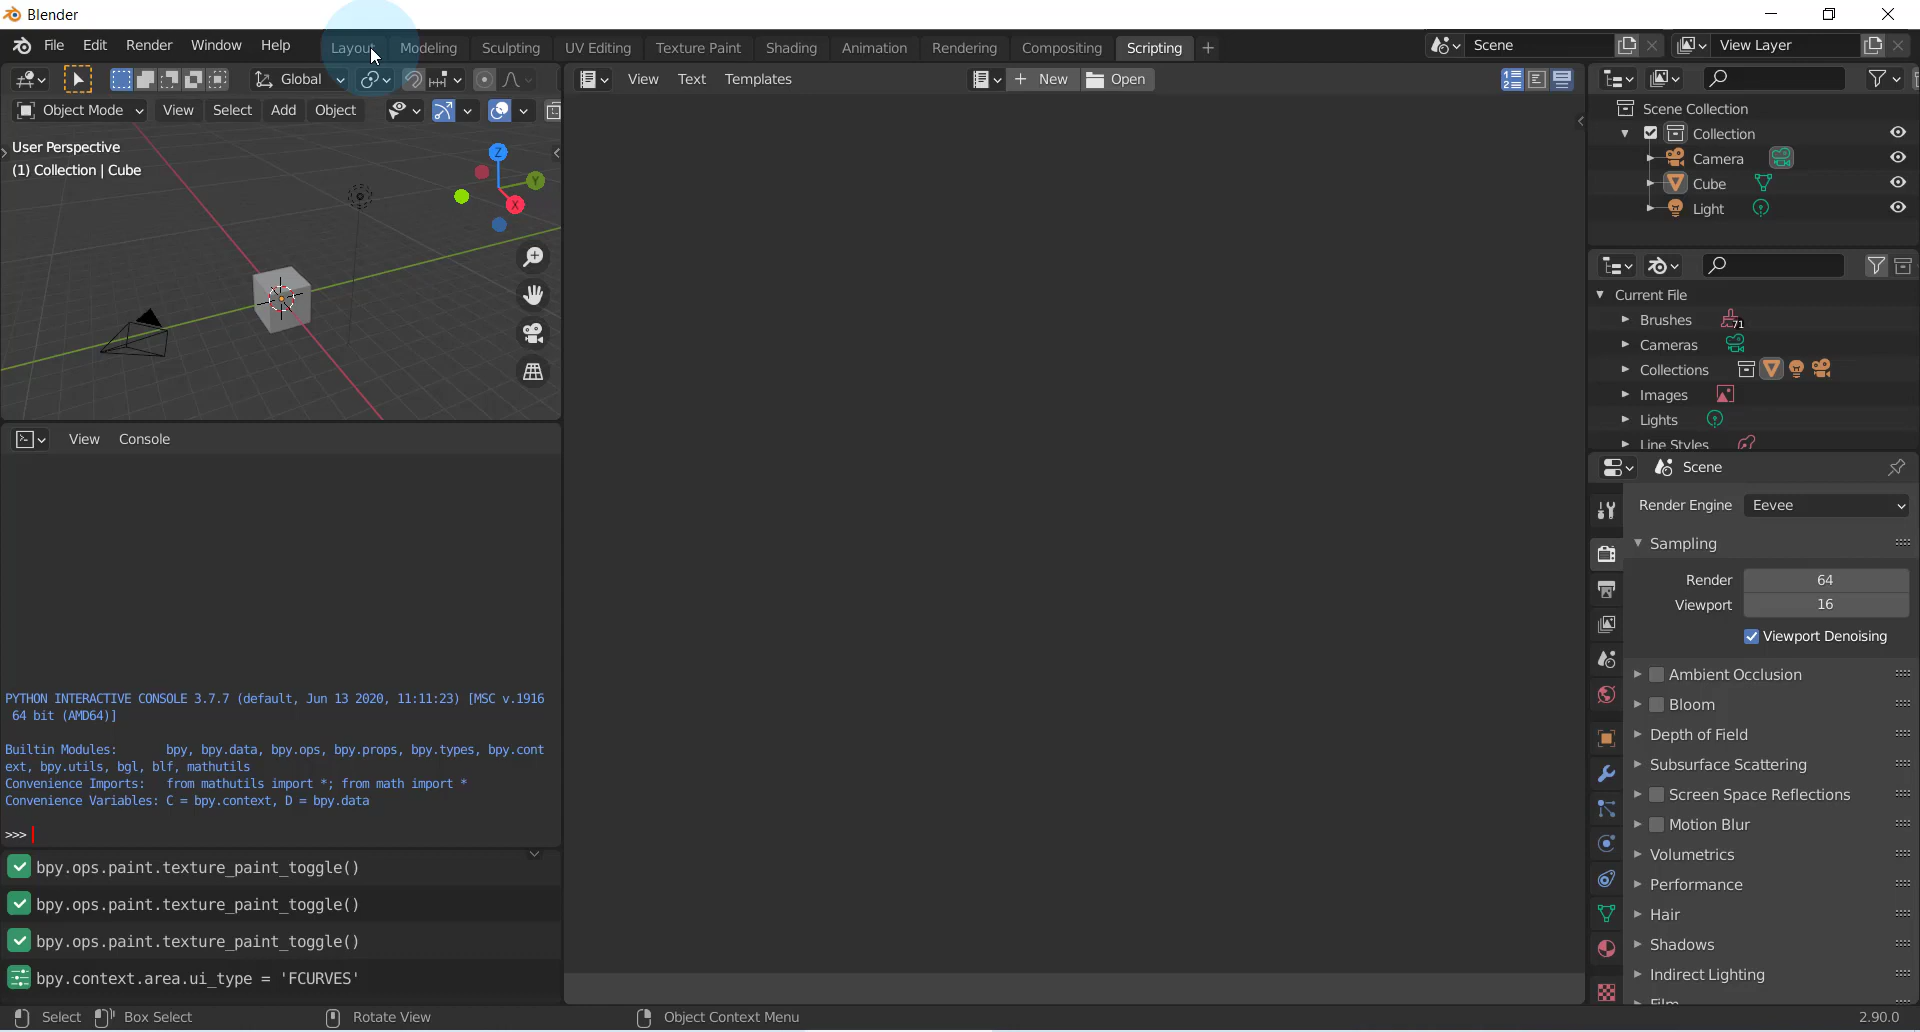 Blender
File Edit Render Window Help Layout Modeling Sculpting UV Editing Texture Paint Shading Animation Rendering Compositing Scripting + Scene View Layer
Global
View Text Templates + New Open
Object Mode View Select Add Object
User Perspective
(1) Collection | Cube
Z
Y
X
View Console
PYTHON INTERACTIVE CONSOLE 3.7.7 (default, Jun 13 2020, 11:11:23) [MSC v.1916
64 bit (AMD64)]
Builtin Modules: bpy, bpy.data, bpy.ops, bpy.props, bpy.types, bpy.cont
ext, bpy.utils, bgl, blf, mathutils
Convenience Imports: from mathutils import *; from math import *
Convenience Variables: C = bpy.context, D = bpy.data
>>>
bpy.ops.paint.texture_paint_toggle()
bpy.ops.paint.texture_paint_toggle()
bpy.ops.paint.texture_paint_toggle()
bpy.context.area.ui_type = 'FCURVES'
Scene Collection
Collection
Camera
Cube
Light
Current File
Brushes 71
Cameras
Collections
Images
Lights
Line Styles
Scene
Render Engine Eevee
Sampling
Render 64
Viewport 16
Viewport Denoising
Ambient Occlusion
Bloom
Depth of Field
Subsurface Scattering
Screen Space Reflections
Motion Blur
Volumetrics
Performance
Hair
Shadows
Indirect Lighting
Film
Select Box Select Rotate View Object Context Menu 2.90.0